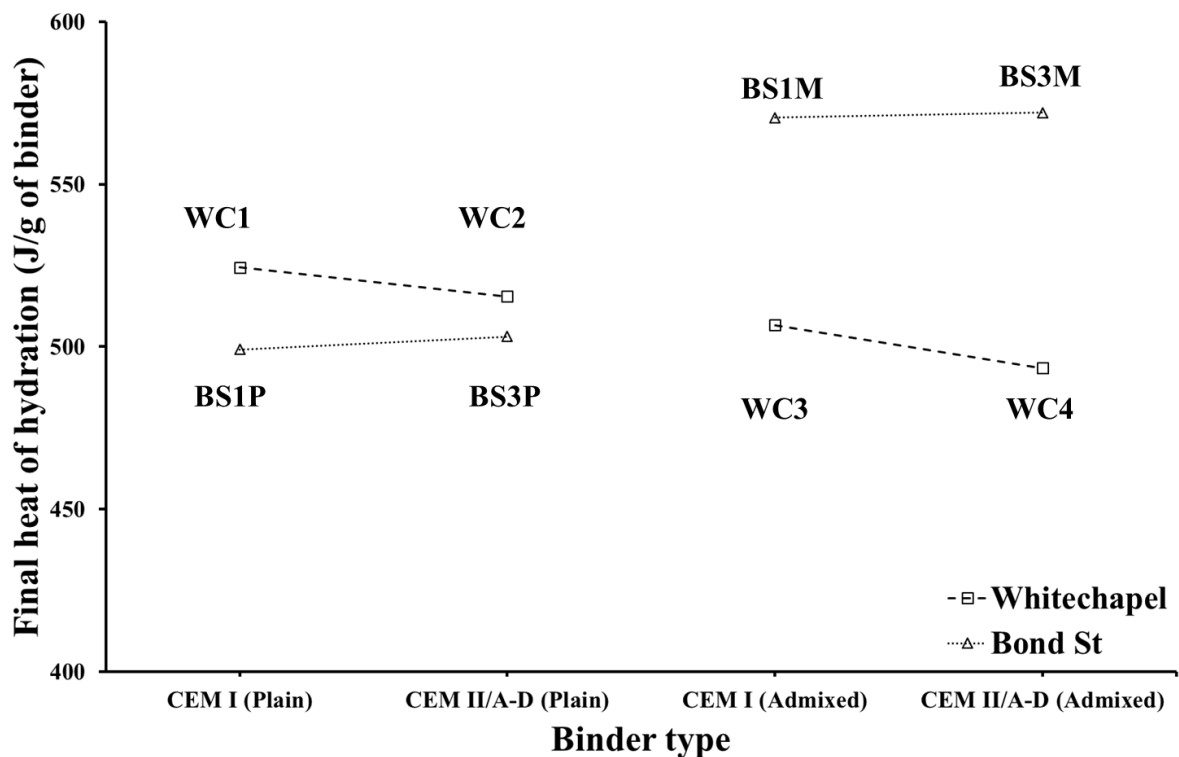 Final heat of hydration (J/g of binder)
600
550
500
450
400
BS1M
BS3M
WC1
WC2
BS1P
BS3P
WC3
WC4
Whitechapel
Bond St
CEM I (Plain)
CEM II/A-D (Plain)
CEM I (Admixed)
CEM II/A-D (Admixed)
Binder type